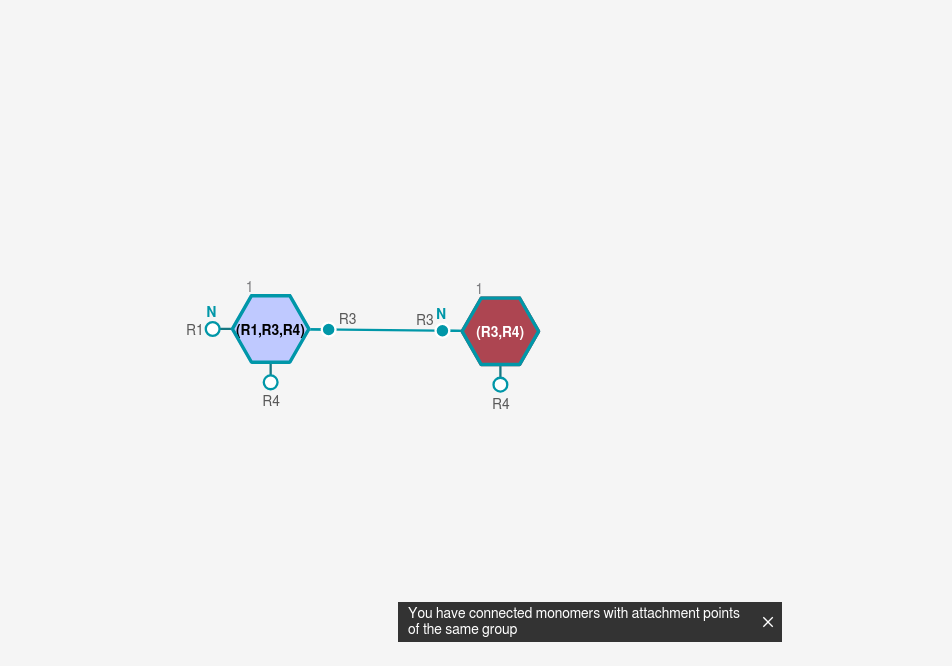 1
1
N
N
R3
R3
R1
(R1,R3,R4)
(R3,R4)
R4
R4
You have connected monomers with attachment points
of the same group